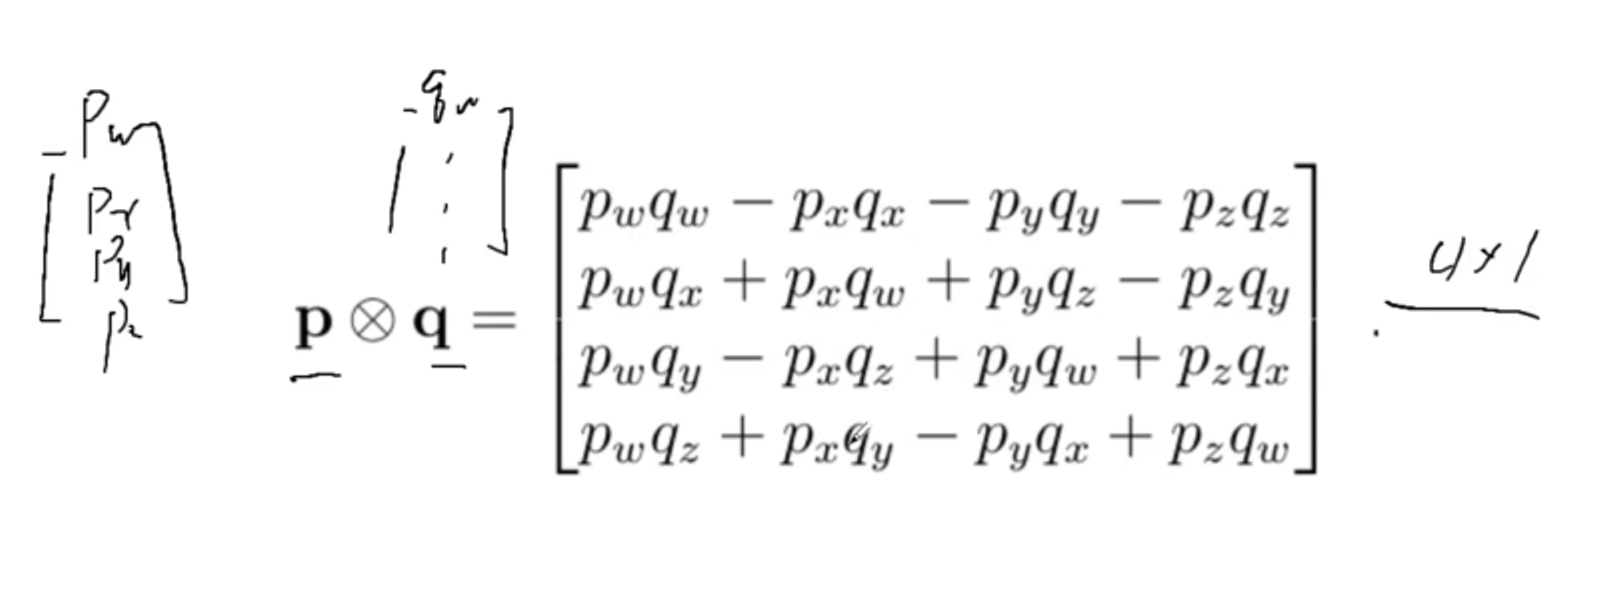 p_w
p_x
p_y
p_z
q_w
p ⊗ q =
p_w q_w − p_x q_x − p_y q_y − p_z q_z
p_w q_x + p_x q_w + p_y q_z − p_z q_y
p_w q_y − p_x q_z + p_y q_w + p_z q_x
p_w q_z + p_x q_y − p_y q_x + p_z q_w
4×1